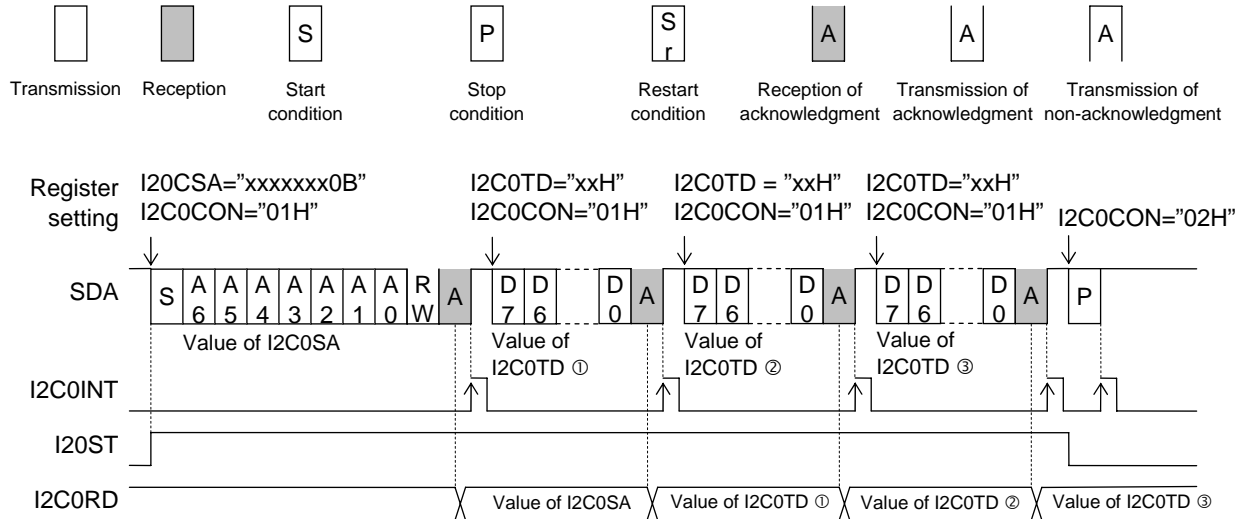 S
P
S
r
A
A
A
Transmission
Reception
Start
condition
Stop
condition
Restart
condition
Reception of
acknowledgment
Transmission of
acknowledgment
Transmission of
non-acknowledgment
Register
setting
I20CSA="xxxxxxx0B"
I2C0CON="01H"
I2C0TD="xxH"
I2C0CON="01H"
I2C0TD = "xxH"
I2C0CON="01H"
I2C0TD="xxH"
I2C0CON="01H"
I2C0CON="02H"
SDA
S
A
6
A
5
A
4
A
3
A
2
A
1
A
0
R
W
A
D
7
D
6
D
0
A
D
7
D
6
D
0
A
D
7
D
6
D
0
A
P
Value of I2C0SA
Value of
I2C0TD ①
Value of
I2C0TD ②
Value of
I2C0TD ③
I2C0INT
I20ST
I2C0RD
Value of I2C0SA
Value of I2C0TD ①
Value of I2C0TD ②
Value of I2C0TD ③